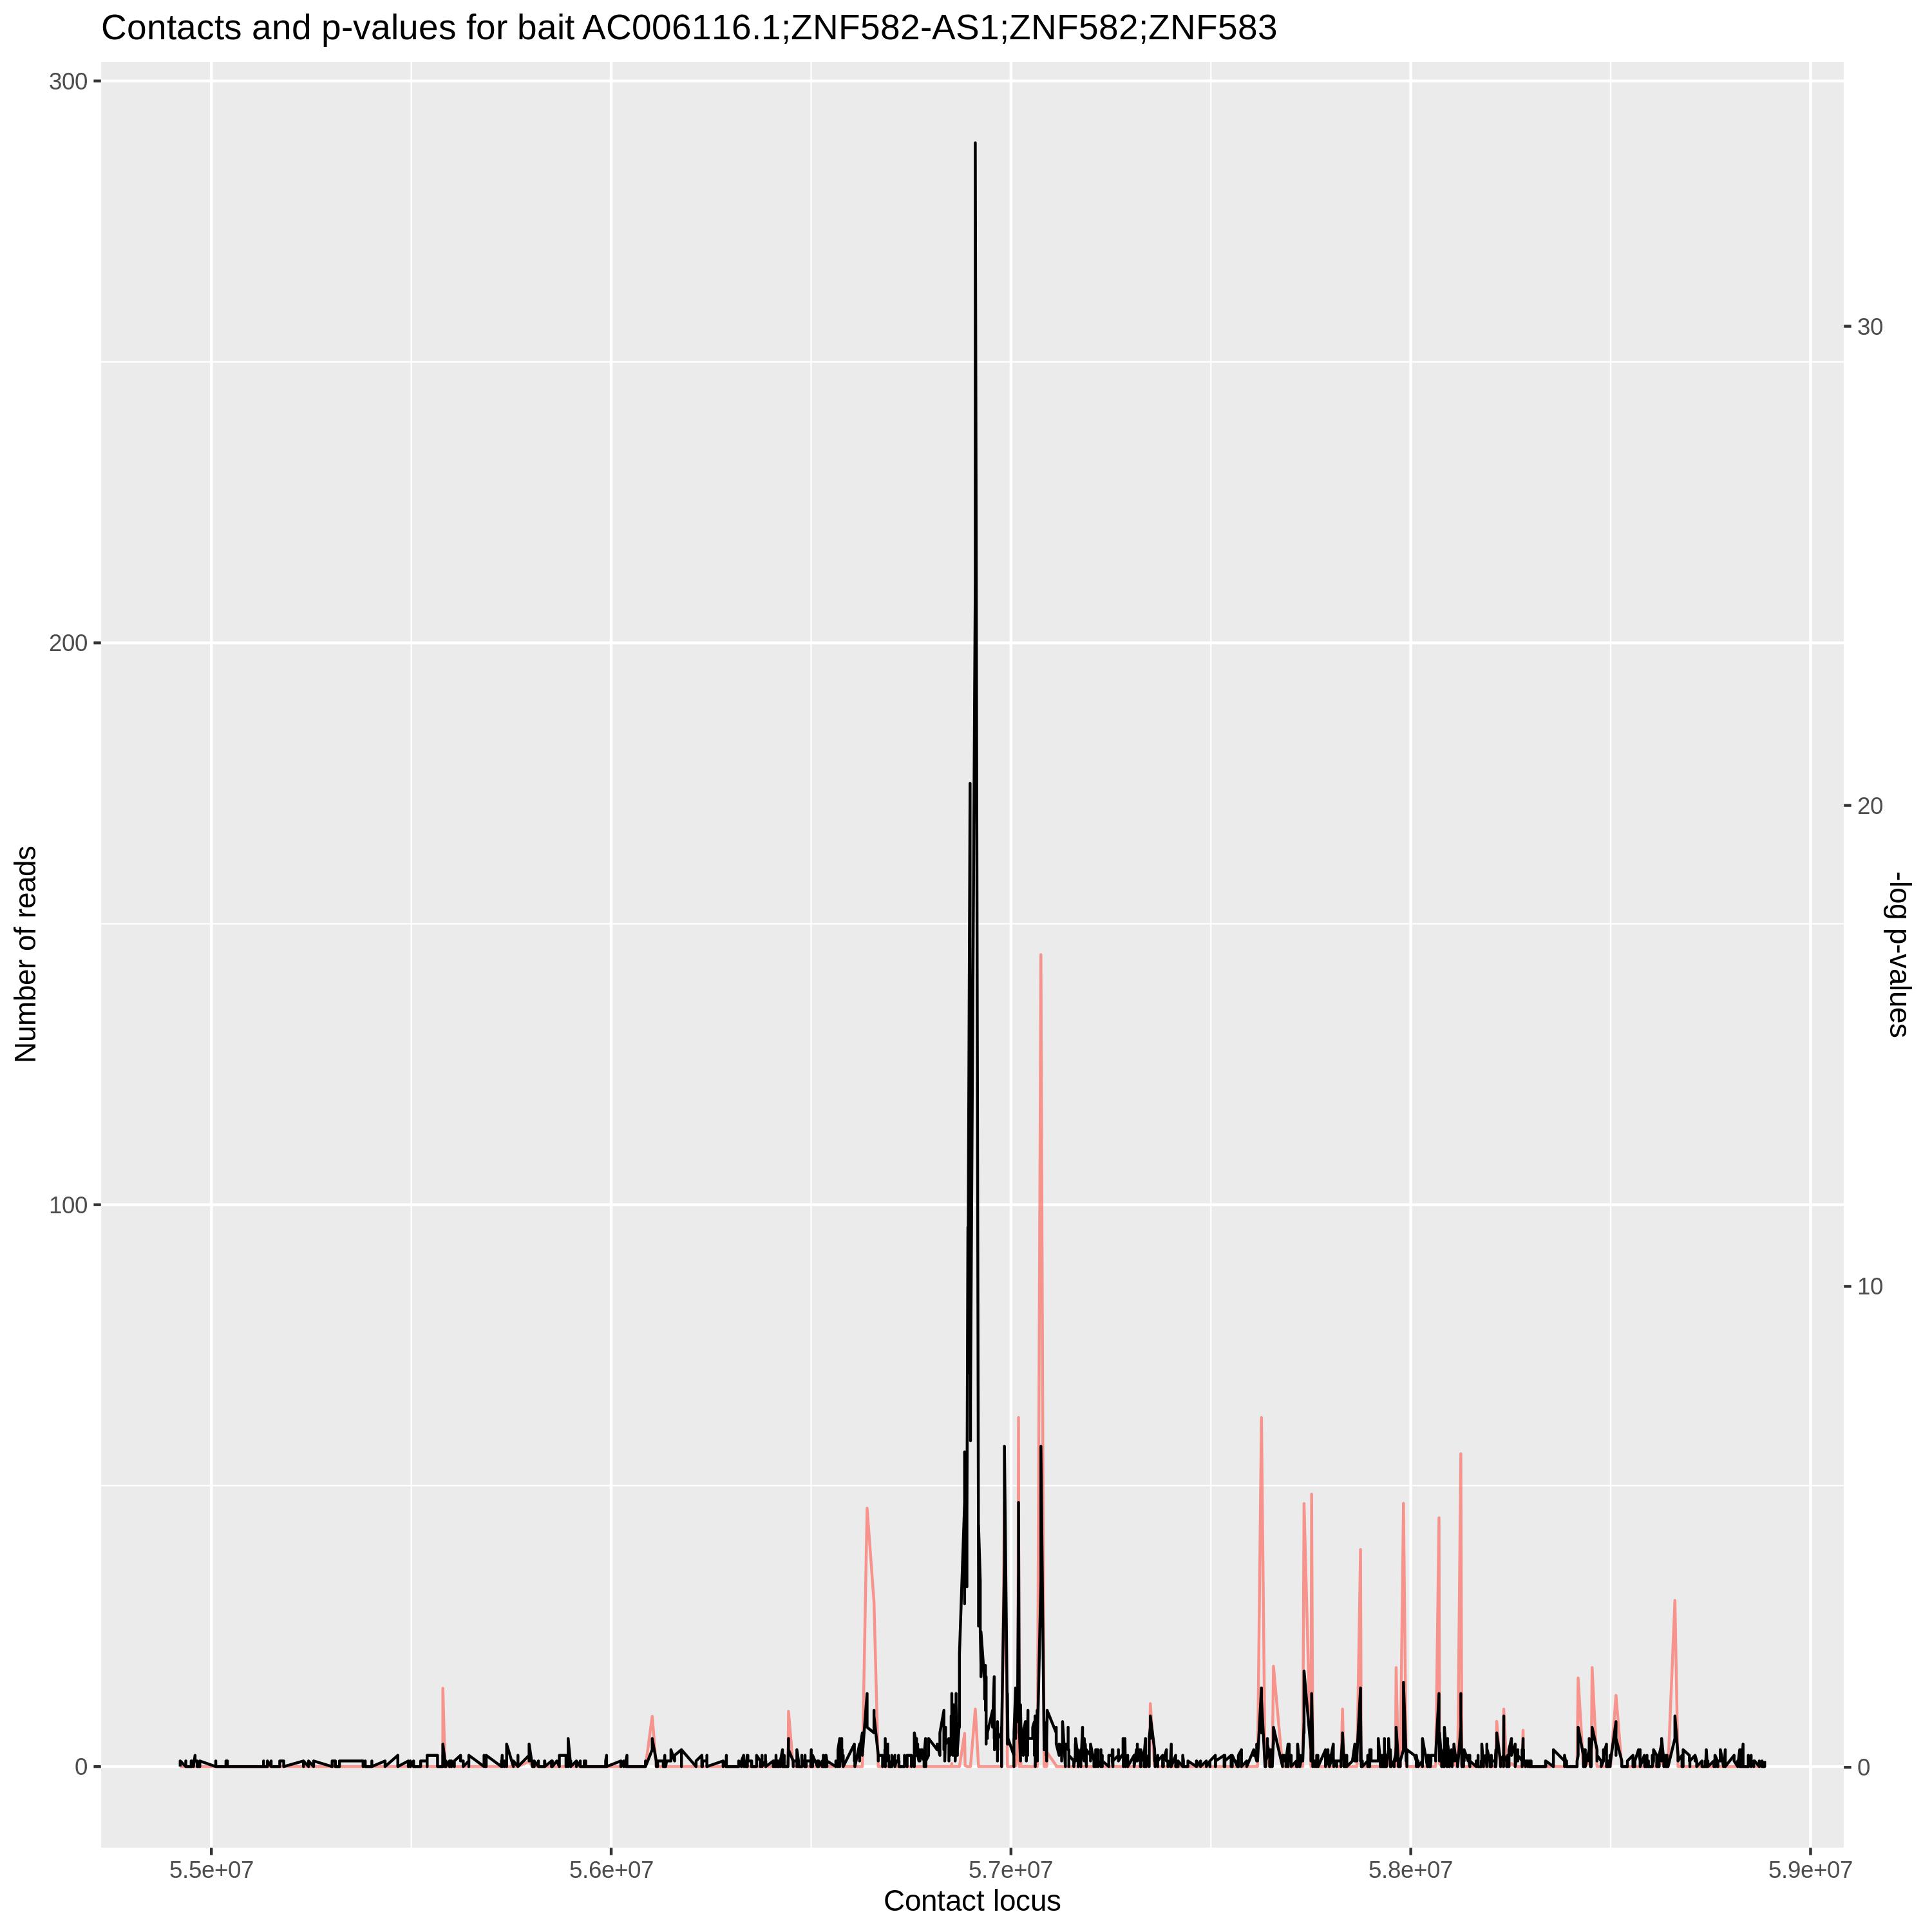 Contacts and p-values for bait AC006116.1;ZNF582-AS1;ZNF582;ZNF583
300
200
100
0
Number of reads
30
20
10
0
-log p-values
5.5e+07
5.6e+07
5.7e+07
5.8e+07
5.9e+07
Contact locus